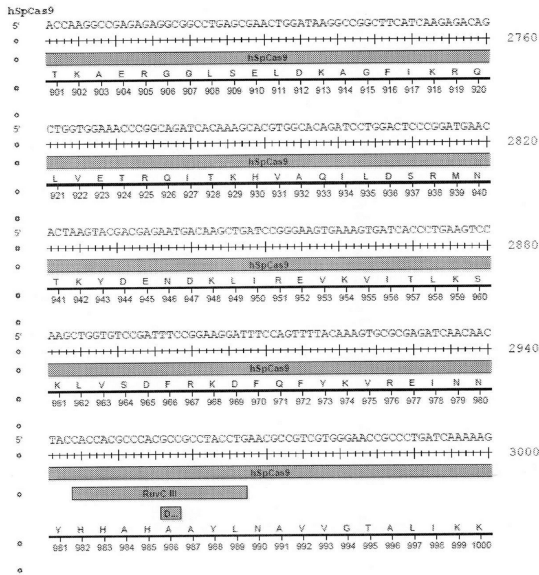 hSpCas9
5' ACCAAGGCCGAGAGAGGCGGCCTGAGCGAACTGGATAAGGCCGGCTTCATCAAGAGACAG
2760
hSpCas9
T K A E R G G L S E L D K A G F I K R Q
901 902 903 904 905 906 907 908 909 910 911 912 913 914 915 916 917 918 919 920
5' CTGGTGGAAACCCGGCAGATCACAAAGCACGTGGCACAGATCCTGGACTCCCGGATGAAC
2820
hSpCas9
L V E T R Q I T K H V A Q I L D S R M N
921 922 923 924 925 926 927 928 929 930 931 932 933 934 935 936 937 938 939 940
5' ACTAAGTACGACGAGAATGACAAGCTGATCCGGGAAGTGAAAGTGATCACCCTGAAGTCC
2880
hSpCas9
T K Y D E N D K L I R E V K V I T L K S
941 942 943 944 945 946 947 948 949 950 951 952 953 954 955 956 957 958 959 960
5' AAGCTGGTGTCCGATTTCCGGAAGGATTTCCAGTTTTACAAAGTGCGCGAGATCAACAAC
2940
hSpCas9
K L V S D F R K D F Q F Y K V R E I N N
961 962 963 964 965 966 967 968 969 970 971 972 973 974 975 976 977 978 979 980
5' TACCACCACGCCCACGCCGCCTACCTGAACGCCGTCGTGGGAACCGCCCTGATCAAAAAG
3000
hSpCas9
RuvC III
D...
Y H H A H A A Y L N A V V G T A L I K K
981 982 983 984 985 986 987 988 989 990 991 992 993 994 995 996 997 998 999 1000